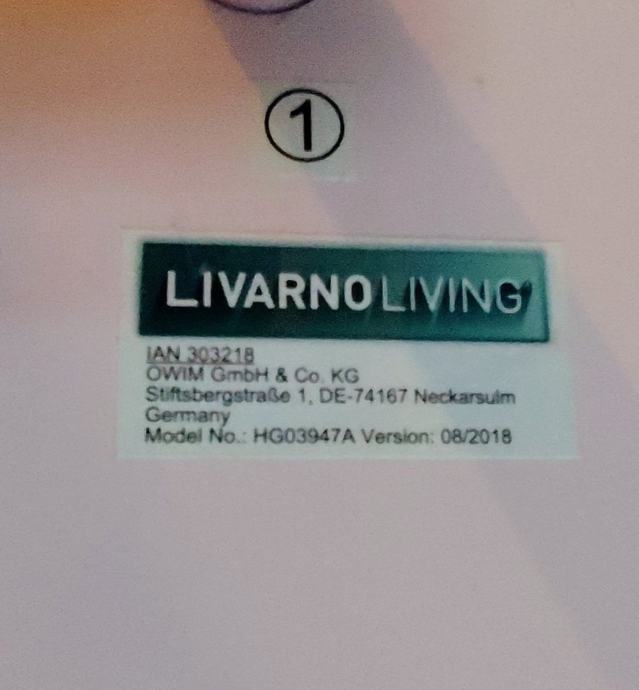 1
LIVARNO LIVING
IAN 303218
OWIM GmbH & Co. KG
Stiftsbergstraße 1, DE-74167 Neckarsulm
Germany
Model No.: HG03947A Version: 08/2018